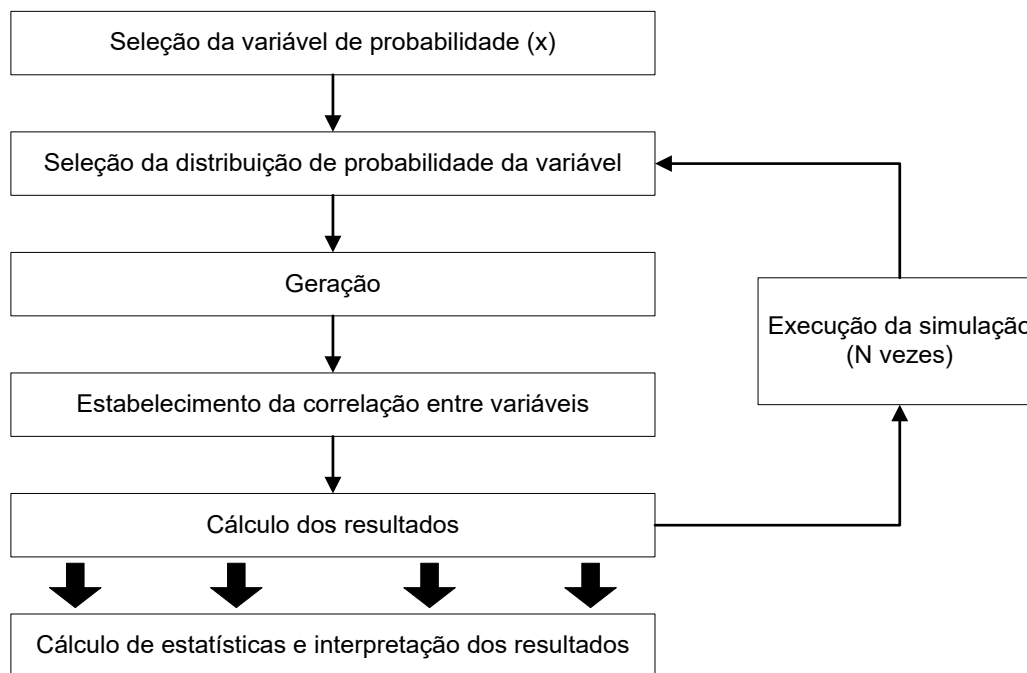 Seleção da variável de probabilidade (x)
Seleção da distribuição de probabilidade da variável
Geração
Execução da simulação
(N vezes)
Estabelecimento da correlação entre variáveis
Cálculo dos resultados
Cálculo de estatísticas e interpretação dos resultados